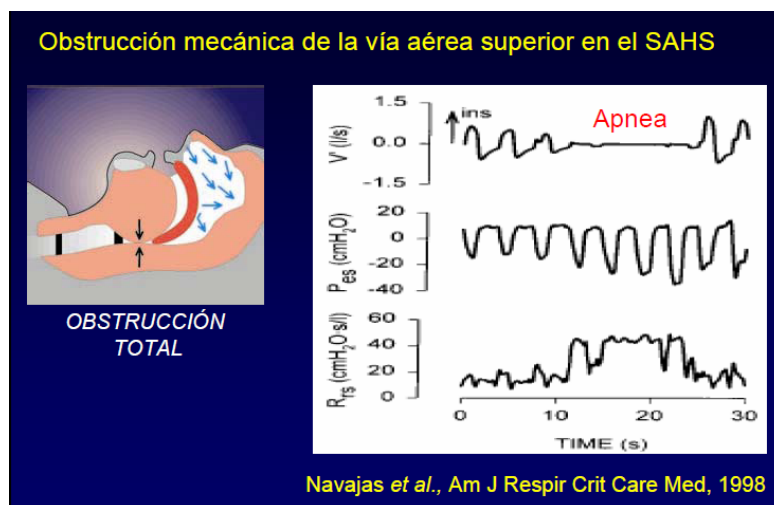 Obstrucción mecánica de la vía aérea superior en el SAHS
OBSTRUCCIÓN
TOTAL
1.5
0.0
-1.5
V' (l/s)
ins
Apnea
20
0
-20
-40
Pes (cmH2O)
60
40
20
0
Rrs (cmH2O·s/l)
0
10
20
30
TIME (s)
Navajas et al., Am J Respir Crit Care Med, 1998